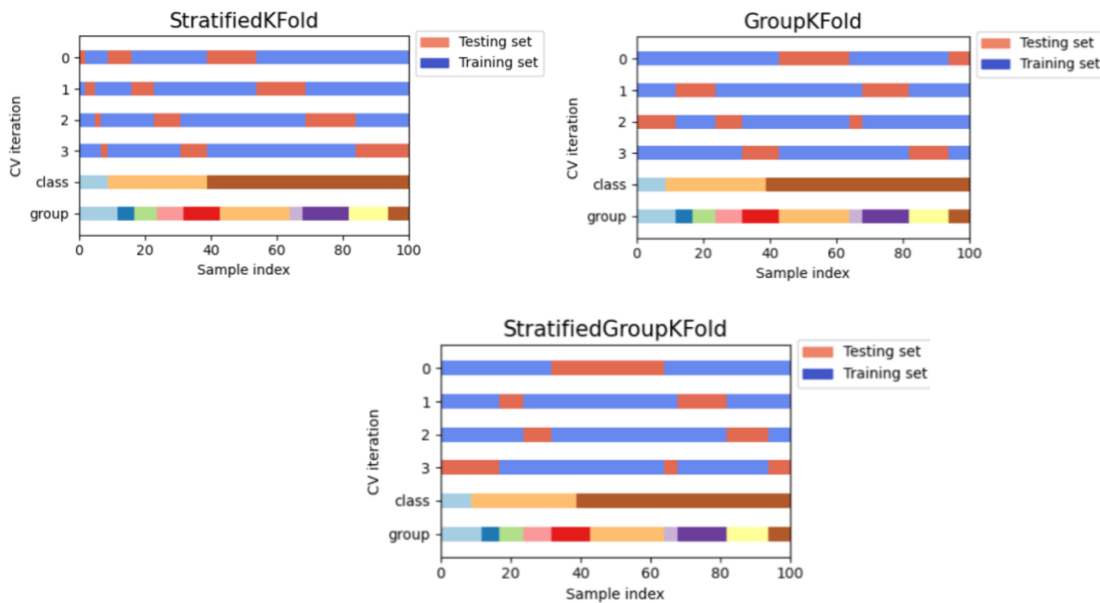 StratifiedKFold
Testing set
Training set
CV iteration
0
1
2
3
class
group
0 20 40 60 80 100
Sample index
GroupKFold
Testing set
Training set
CV iteration
0
1
2
3
class
group
0 20 40 60 80 100
Sample index
StratifiedGroupKFold
Testing set
Training set
CV iteration
0
1
2
3
class
group
0 20 40 60 80 100
Sample index